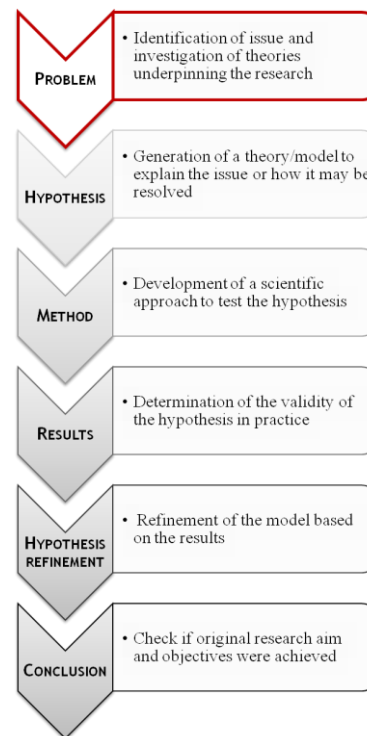 PROBLEM
• Identification of issue and
investigation of theories
underpinning the research
HYPOTHESIS
• Generation of a theory/model to
explain the issue or how it may be
resolved
METHOD
• Development of a scientific
approach to test the hypothesis
RESULTS
• Determination of the validity of
the hypothesis in practice
HYPOTHESIS
REFINEMENT
• Refinement of the model based
on the results
CONCLUSION
• Check if original research aim
and objectives were achieved